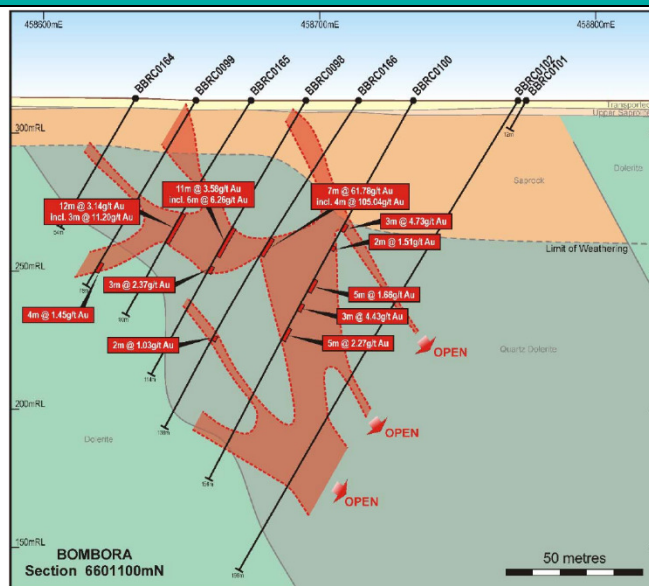 458600mE
458700mE
458800mE
BBRC0164
BBRC0099
BBRC0165
BBRC0098
BBRC0166
BBRC0100
BBRC0102
BBRC0101
Transported
Upper Sapro
300mRL
Dolerite
Saprock
12m @ 3.14g/t Au
incl. 3m @ 11.20g/t Au
11m @ 3.56g/t Au
incl. 6m @ 6.26g/t Au
7m @ 61.78g/t Au
incl. 4m @ 105.04g/t Au
3m @ 4.73g/t Au
2m @ 1.51g/t Au
Limit of Weathering
250mRL
3m @ 2.37g/t Au
4m @ 1.45g/t Au
5m @ 1.68g/t Au
3m @ 4.43g/t Au
2m @ 1.03g/t Au
5m @ 2.27g/t Au
OPEN
Quartz Dolerite
200mRL
OPEN
Dolerite
OPEN
150mRL
BOMBORA
Section 6601100mN
50 metres